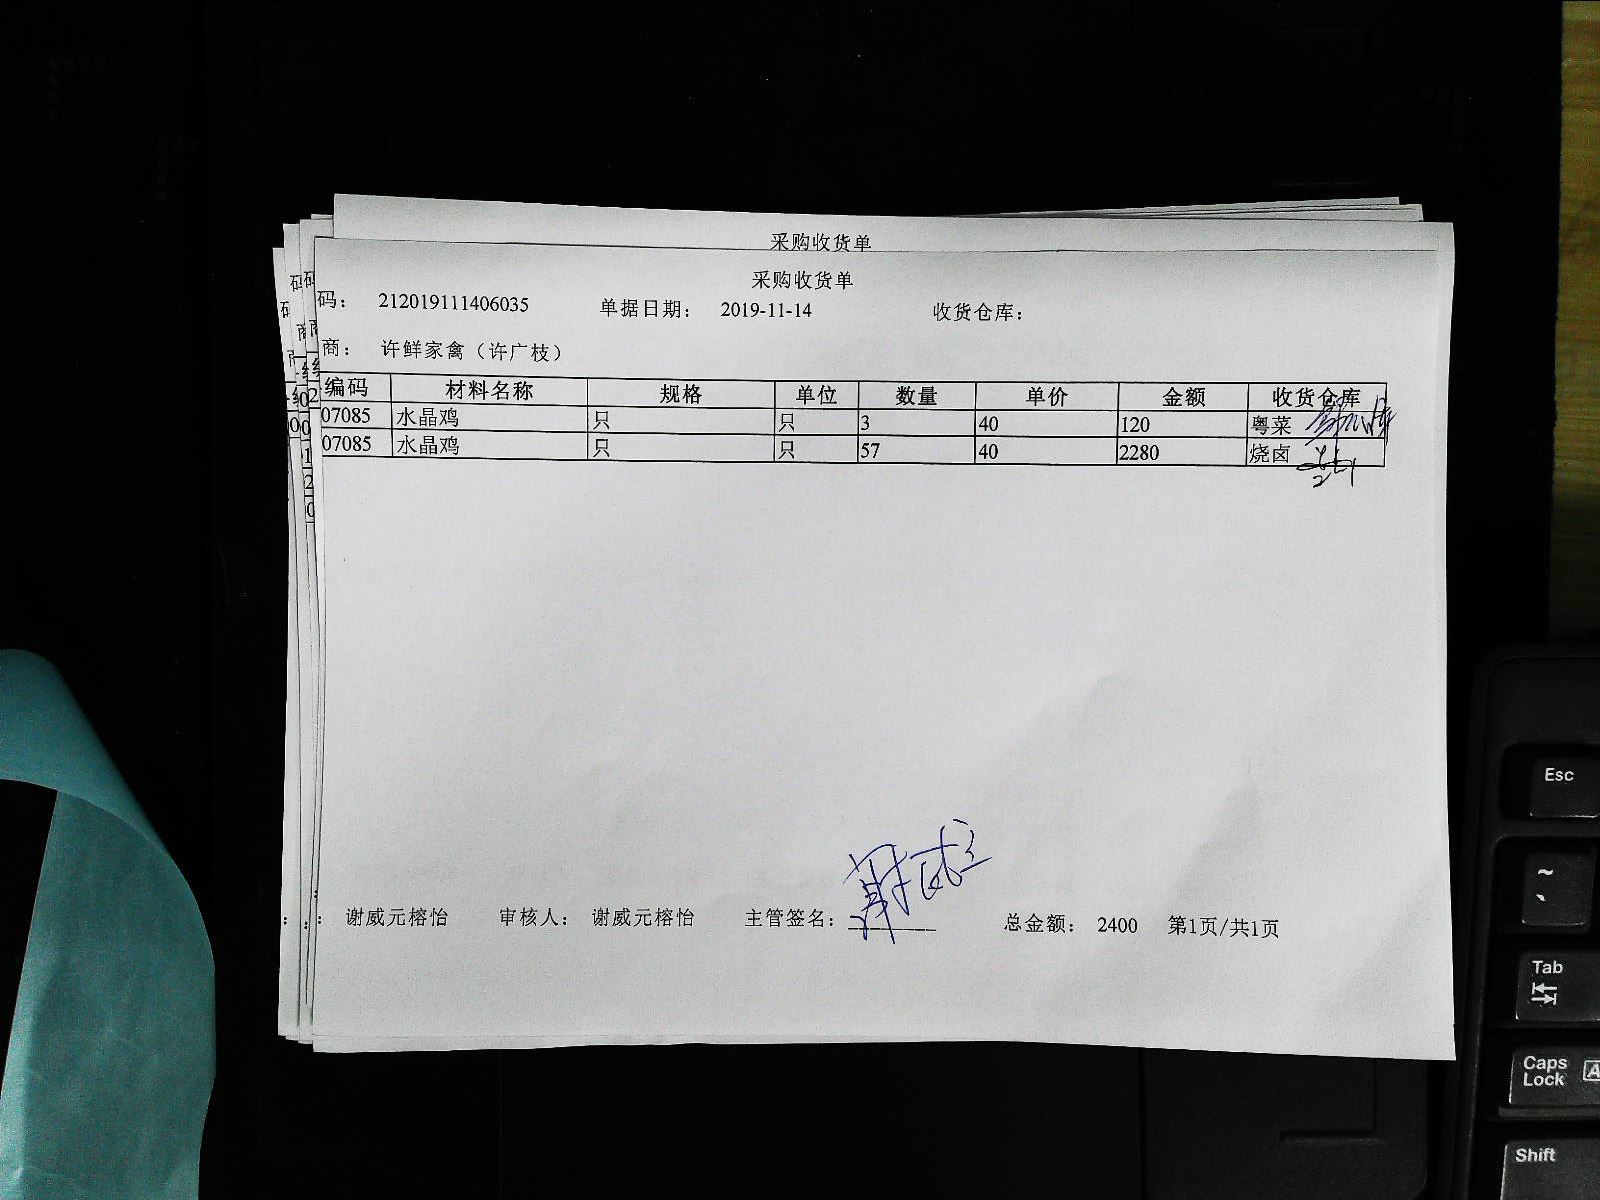 采购收货单
采购收货单
码： 212019111406035 单据日期： 2019-11-14 收货仓库：
商： 许鲜家禽（许广枝）
编码 材料名称 规格 单位 数量 单价 金额 收货仓库
07085 水晶鸡 只 只 3 40 120 粤菜
07085 水晶鸡 只 只 57 40 2280 烧卤
： 谢威元榕怡 审核人： 谢威元榕怡 主管签名： 总金额： 2400 第1页/共1页
Esc
~
Tab
Caps Lock
A
Shift